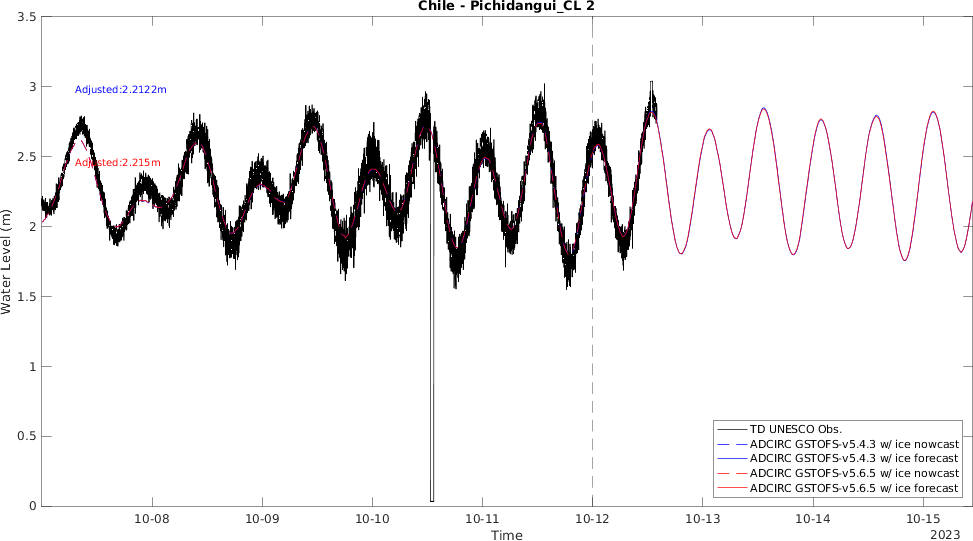 Chile - Pichidangui_CL 2
3.5
3
2.5
2
1.5
1
0.5
0
Water Level (m)
Adjusted:2.2122m
Adjusted:2.215m
TD UNESCO Obs.
ADCIRC GSTOFS-v5.4.3 w/ ice nowcast
ADCIRC GSTOFS-v5.4.3 w/ ice forecast
ADCIRC GSTOFS-v5.6.5 w/ ice nowcast
ADCIRC GSTOFS-v5.6.5 w/ ice forecast
10-08 10-09 10-10 10-11 10-12 10-13 10-14 10-15
Time
2023